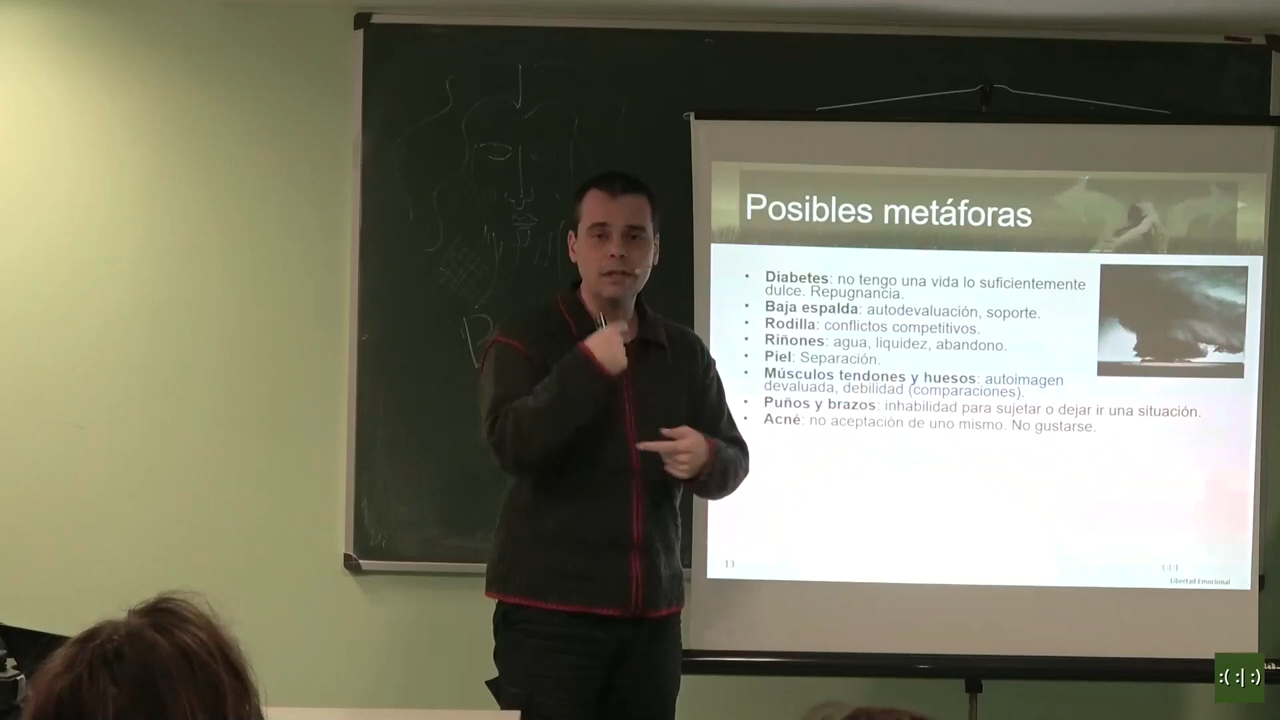 Posibles metáforas
• Diabetes: no tengo una vida lo suficientemente
dulce. Repugnancia.
• Baja espalda: autodevaluación, soporte.
• Rodilla: conflictos competitivos.
• Riñones: agua, liquidez, abandono.
• Piel: Separación.
• Músculos tendones y huesos: autoimagen
devaluada, debilidad (comparaciones).
• Puños y brazos: inhabilidad para sujetar o dejar ir una situación.
• Acné: no aceptación de uno mismo. No gustarse.
13
Libertad Emocional
:( :| :)